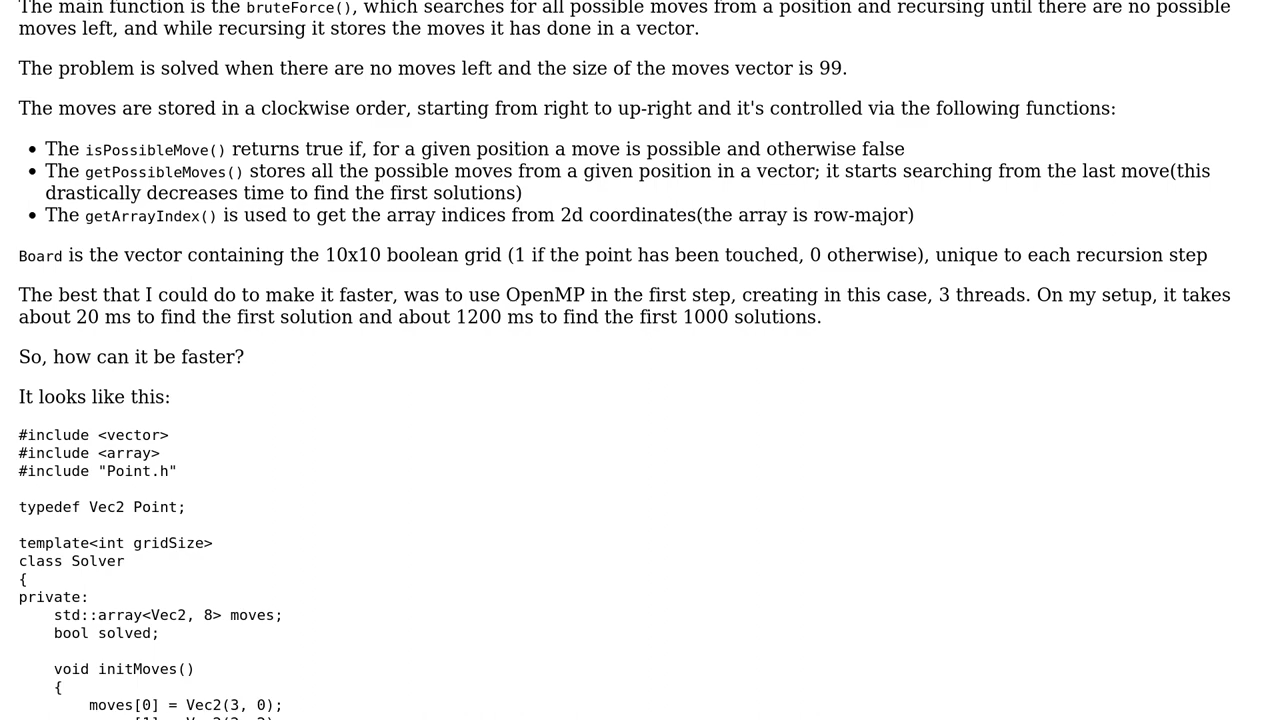 The main function is the bruteForce(), which searches for all possible moves from a position and recursing until there are no possible
moves left, and while recursing it stores the moves it has done in a vector.
The problem is solved when there are no moves left and the size of the moves vector is 99.
The moves are stored in a clockwise order, starting from right to up-right and it's controlled via the following functions:
• The isPossibleMove() returns true if, for a given position a move is possible and otherwise false
• The getPossibleMoves() stores all the possible moves from a given position in a vector; it starts searching from the last move(this
drastically decreases time to find the first solutions)
• The getArrayIndex() is used to get the array indices from 2d coordinates(the array is row-major)
Board is the vector containing the 10x10 boolean grid (1 if the point has been touched, 0 otherwise), unique to each recursion step
The best that I could do to make it faster, was to use OpenMP in the first step, creating in this case, 3 threads. On my setup, it takes
about 20 ms to find the first solution and about 1200 ms to find the first 1000 solutions.
So, how can it be faster?
It looks like this:
#include <vector>
#include <array>
#include "Point.h"
typedef Vec2 Point;
template<int gridSize>
class Solver
{
private:
    std::array<Vec2, 8> moves;
    bool solved;
    void initMoves()
    {
        moves[0] = Vec2(3, 0);